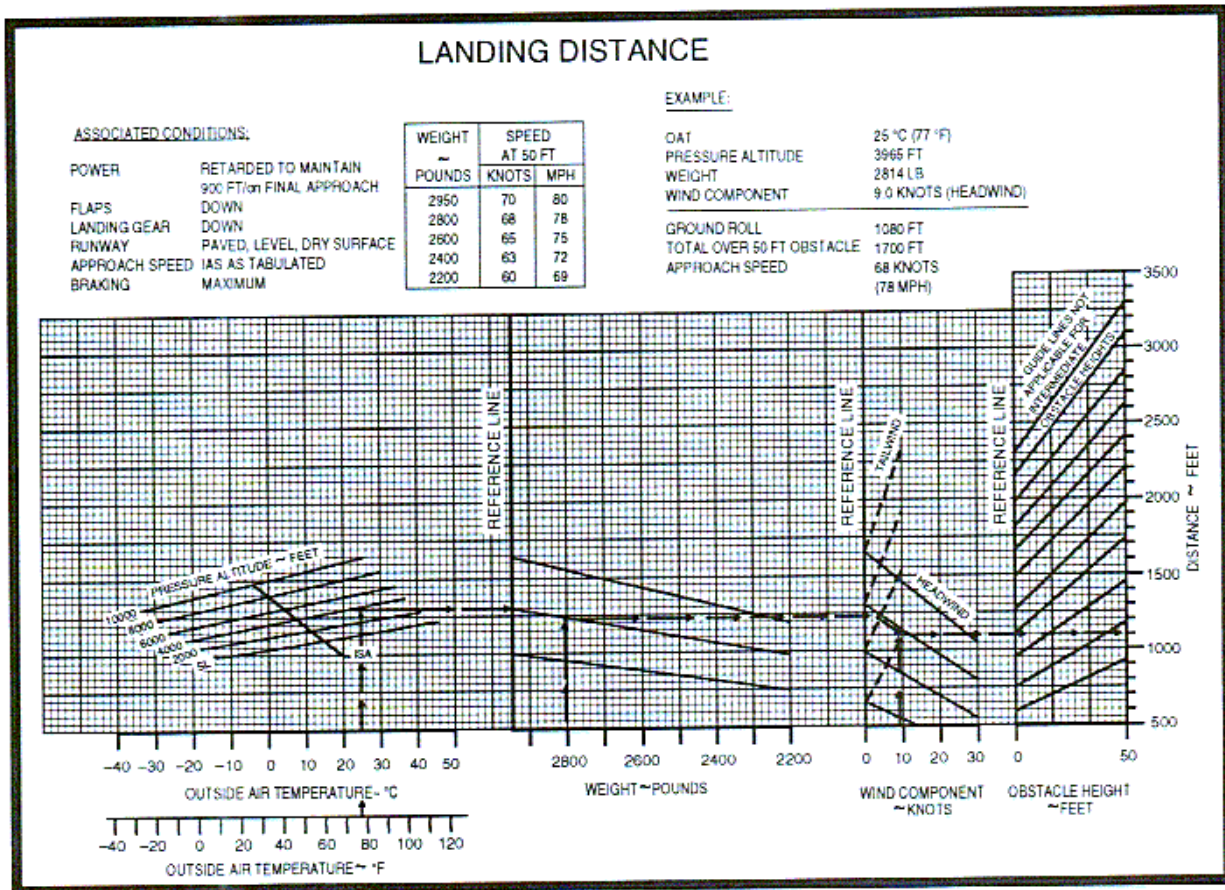 LANDING DISTANCE
ASSOCIATED CONDITIONS:
POWER RETARDED TO MAINTAIN
900 FT/on FINAL APPROACH
FLAPS DOWN
LANDING GEAR DOWN
RUNWAY PAVED, LEVEL, DRY SURFACE
APPROACH SPEED IAS AS TABULATED
BRAKING MAXIMUM
WEIGHT ~ POUNDS SPEED AT 50 FT
KNOTS MPH
2950 70 80
2800 68 78
2600 65 75
2400 63 72
2200 60 69
EXAMPLE:
OAT 25 °C (77 °F)
PRESSURE ALTITUDE 3965 FT
WEIGHT 2814 LB
WIND COMPONENT 9.0 KNOTS (HEADWIND)
GROUND ROLL 1080 FT
TOTAL OVER 50 FT OBSTACLE 1700 FT
APPROACH SPEED 68 KNOTS
(78 MPH)
PRESSURE ALTITUDE ~ FEET
10000
8000
6000
4000
2000
SL
ISA
REFERENCE LINE
REFERENCE LINE
TAILWIND
HEADWIND
REFERENCE LINE
GUIDE LINES NOT
APPLICABLE FOR
INTERMEDIATE
OBSTACLE HEIGHTS
3500
3000
2500
2000
1500
1000
500
DISTANCE ~ FEET
-40 -30 -20 -10 0 10 20 30 40 50
OUTSIDE AIR TEMPERATURE~ °C
-40 -20 0 20 40 60 80 100 120
OUTSIDE AIR TEMPERATURE~ °F
2800 2600 2400 2200
WEIGHT~POUNDS
0 10 20 30
WIND COMPONENT
~KNOTS
0 50
OBSTACLE HEIGHT
~FEET